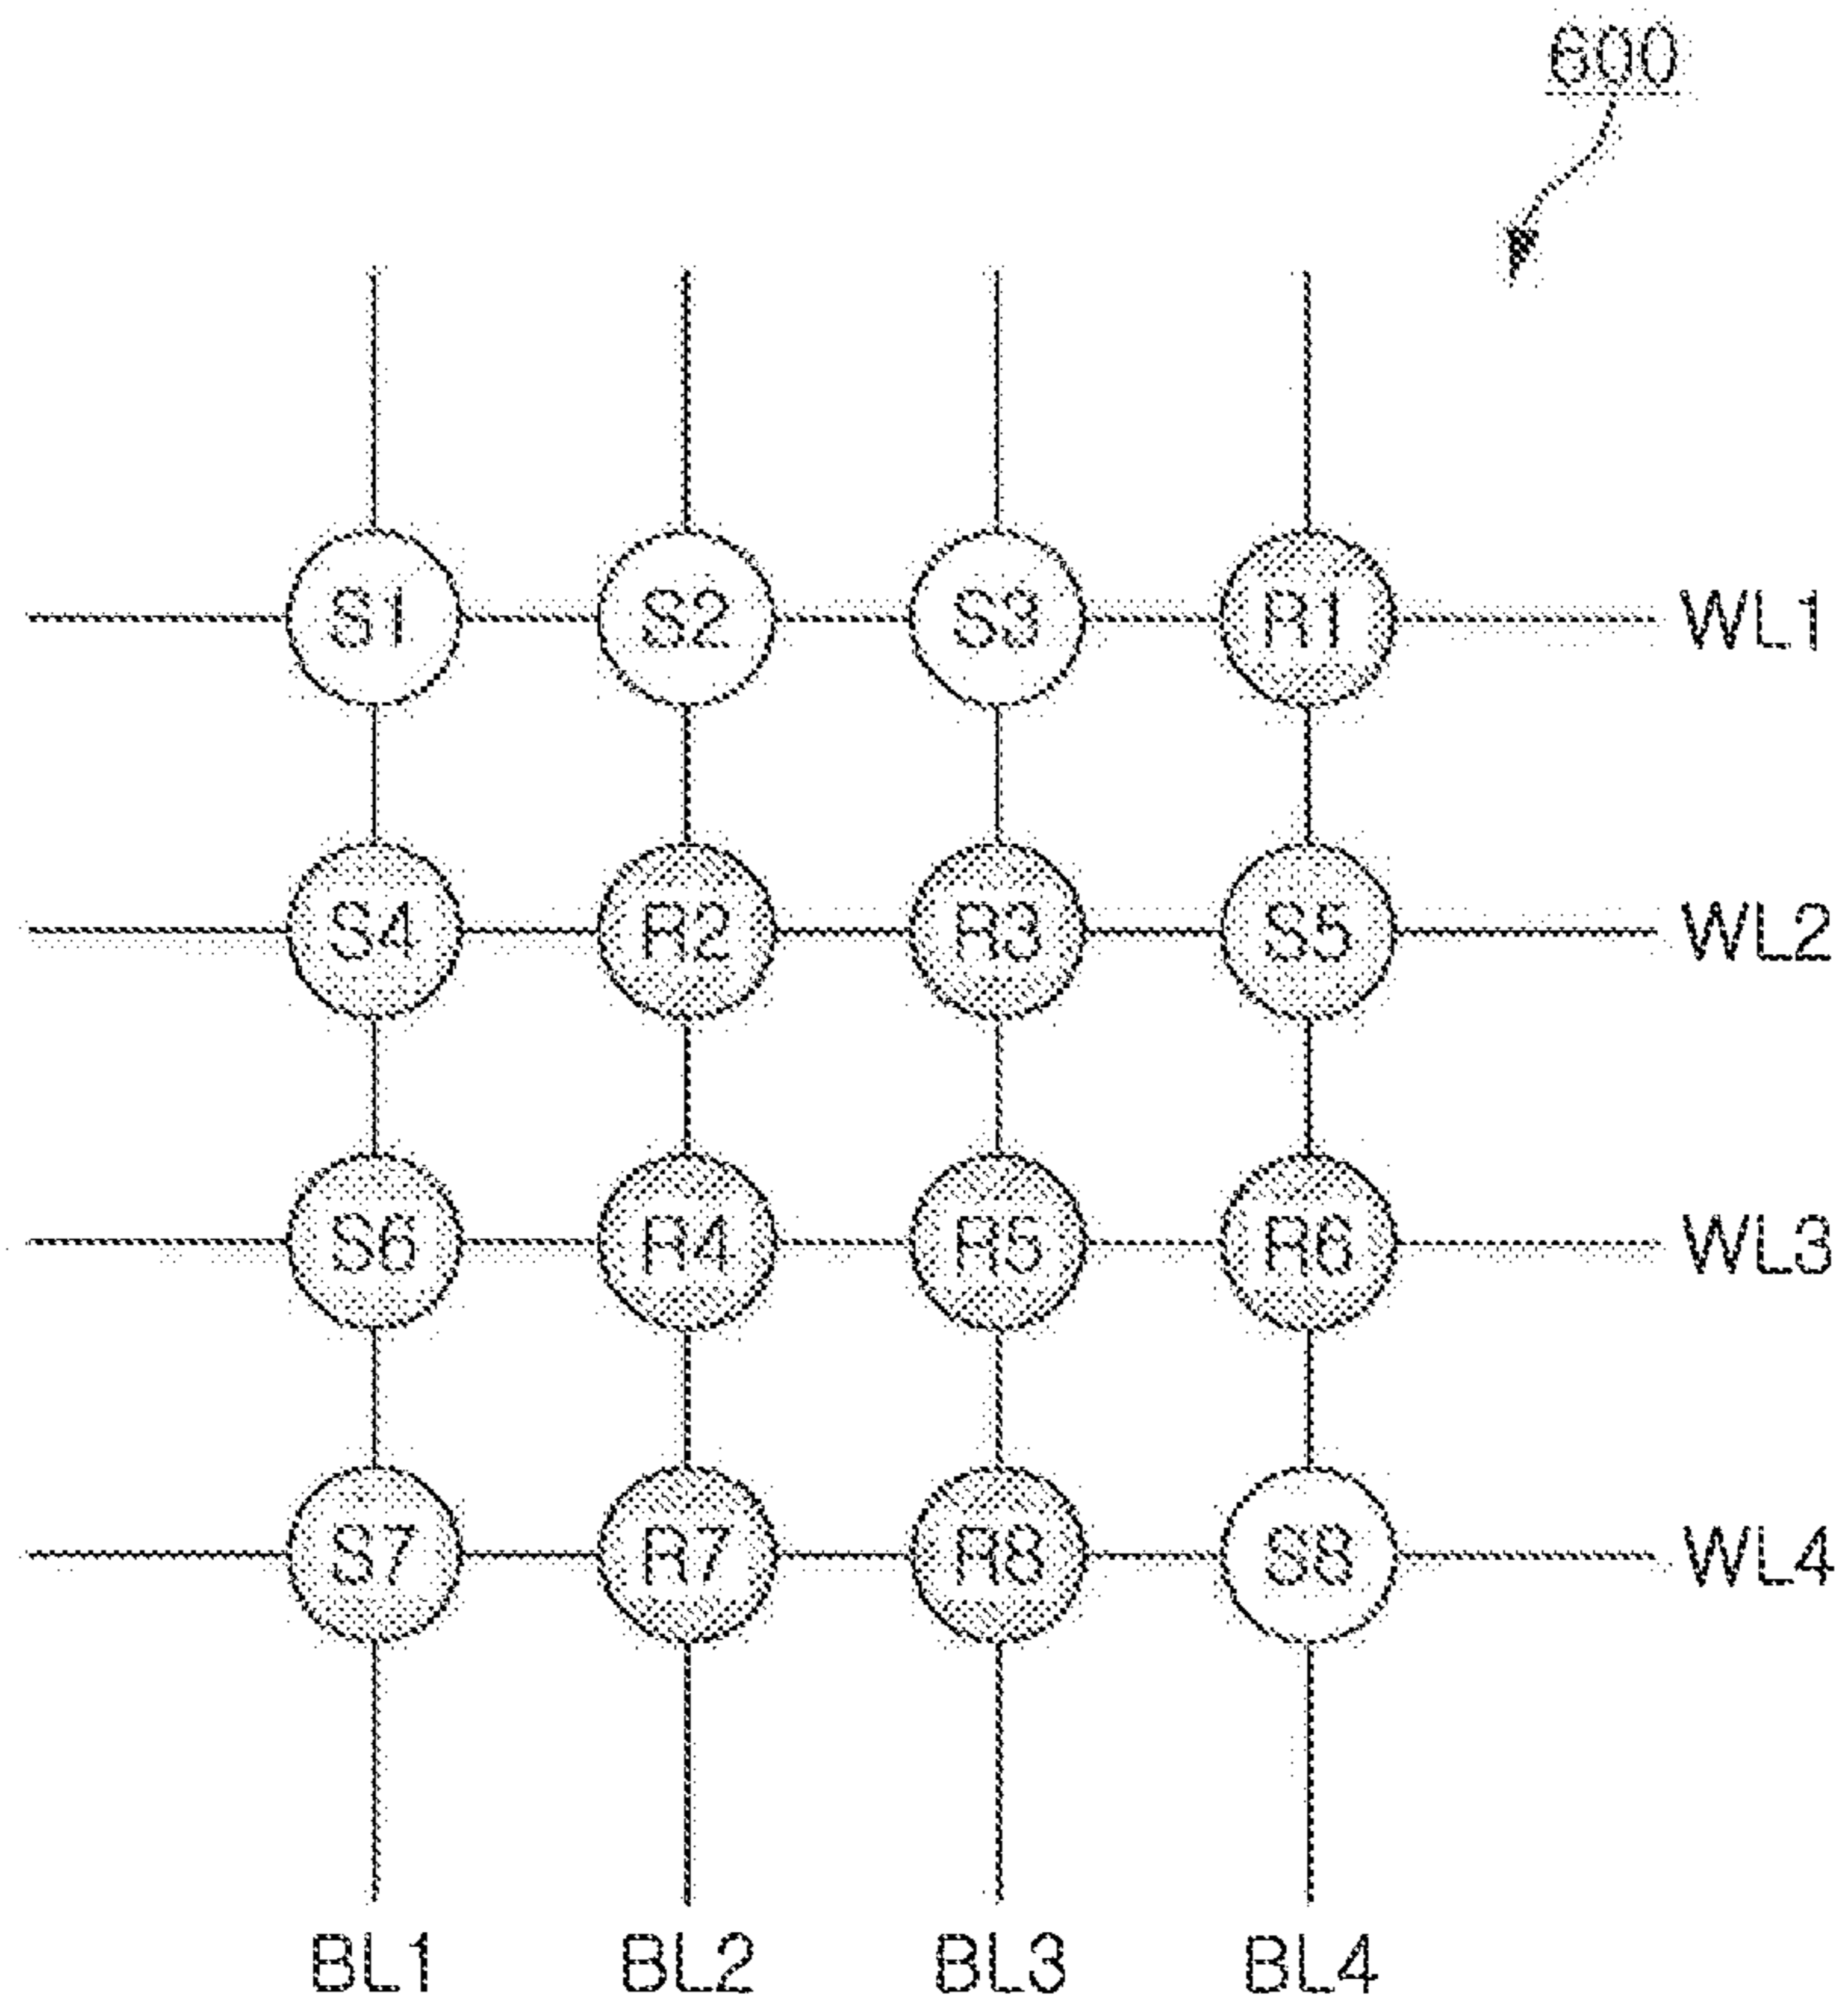 600
S1 S2 S3 R1 WL1
S4 R2 R3 S5 WL2
S6 R4 R5 R6 WL3
S7 R7 R8 S8 WL4
BL1 BL2 BL3 BL4